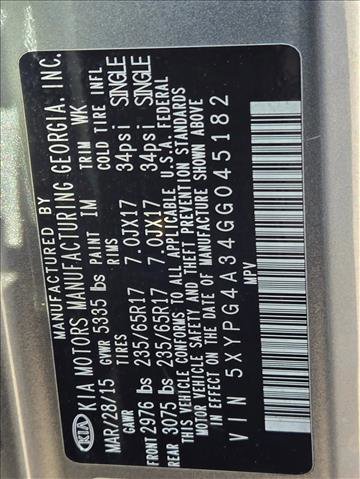 MANUFACTURED BY
KIA KIA MOTORS MANUFACTURING GEORGIA, INC.
MAR/28/15 PAINT IM TRIM WK
GVWR 5335 lbs
GAWR TIRES RIMS COLD TIRE INFL
FRONT 2976 lbs 235/65R17 7.0JX17 34psi SINGLE
REAR 3075 lbs 235/65R17 7.0JX17 34psi SINGLE
THIS VEHICLE CONFORMS TO ALL APPLICABLE U.S.A. FEDERAL
MOTOR VEHICLE SAFETY AND THEFT PREVENTION STANDARDS
IN EFFECT ON THE DATE OF MANUFACTURE SHOWN ABOVE
VIN 5XYPG4A34GG045182
MPV